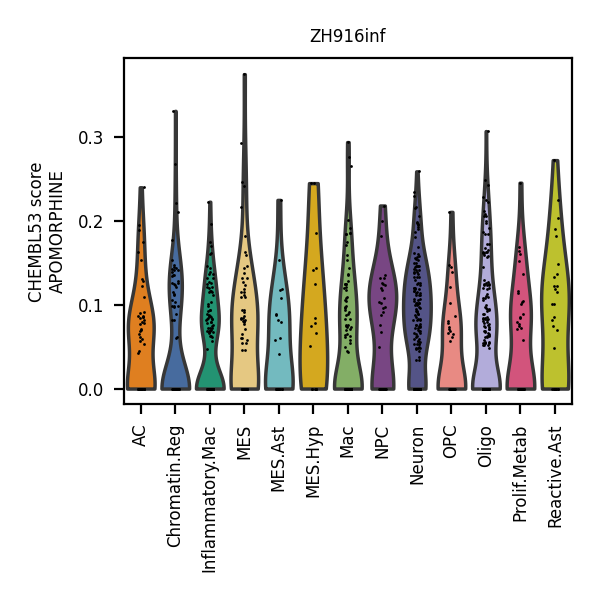 ZH916inf
CHEMBL53 score
APOMORPHINE
0.3
0.2
0.1
0.0
AC
Chromatin.Reg
Inflammatory.Mac
MES
MES.Ast
MES.Hyp
Mac
NPC
Neuron
OPC
Oligo
Prolif.Metab
Reactive.Ast